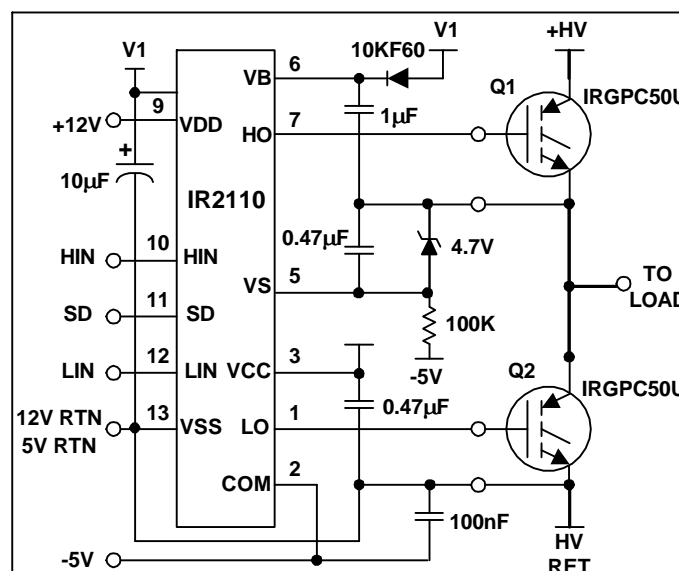 V1
10KF60
V1
+HV
6
VB
Q1
IRGPC50U
9
+12V
VDD
1μF
7
HO
+
10μF
IR2110
0.47μF
4.7V
10
HIN
HIN
5
VS
TO
LOAD
11
SD
SD
100K
-5V
12
LIN
LIN
VCC
3
Q2
IRGPC50U
0.47μF
12V RTN
5V RTN
13
VSS
LO
1
2
COM
100nF
-5V
HV
RET